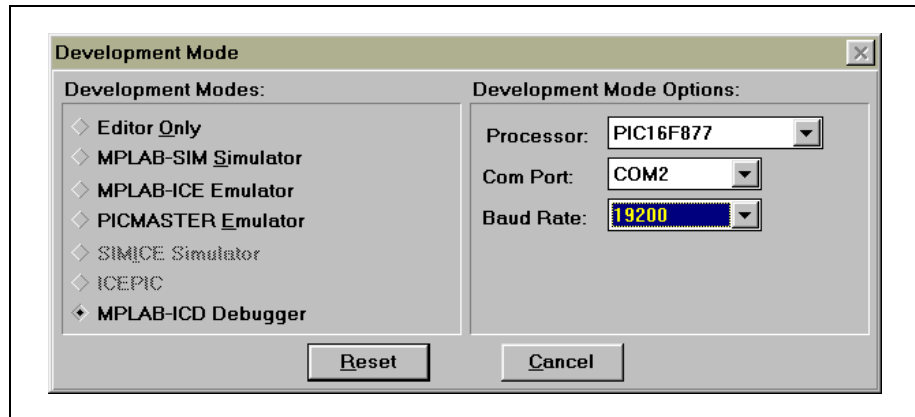 Development Mode
Development Modes:
Editor Only
MPLAB-SIM Simulator
MPLAB-ICE Emulator
PICMASTER Emulator
SIMICE Simulator
ICEPIC
MPLAB-ICD Debugger
Development Mode Options:
Processor: PIC16F877
Com Port: COM2
Baud Rate: 19200
Reset Cancel